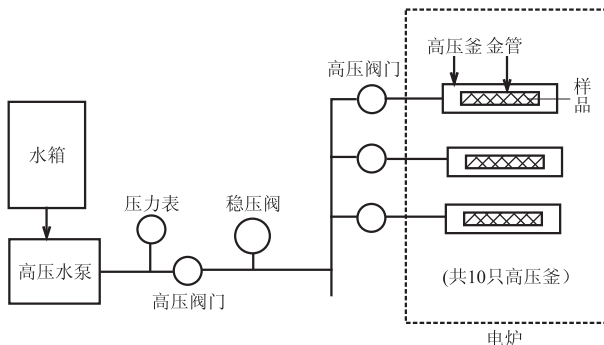 高压釜 金管
高压阀门
样
品
水箱
压力表
稳压阀
高压水泵
高压阀门
(共10只高压釜）
电炉